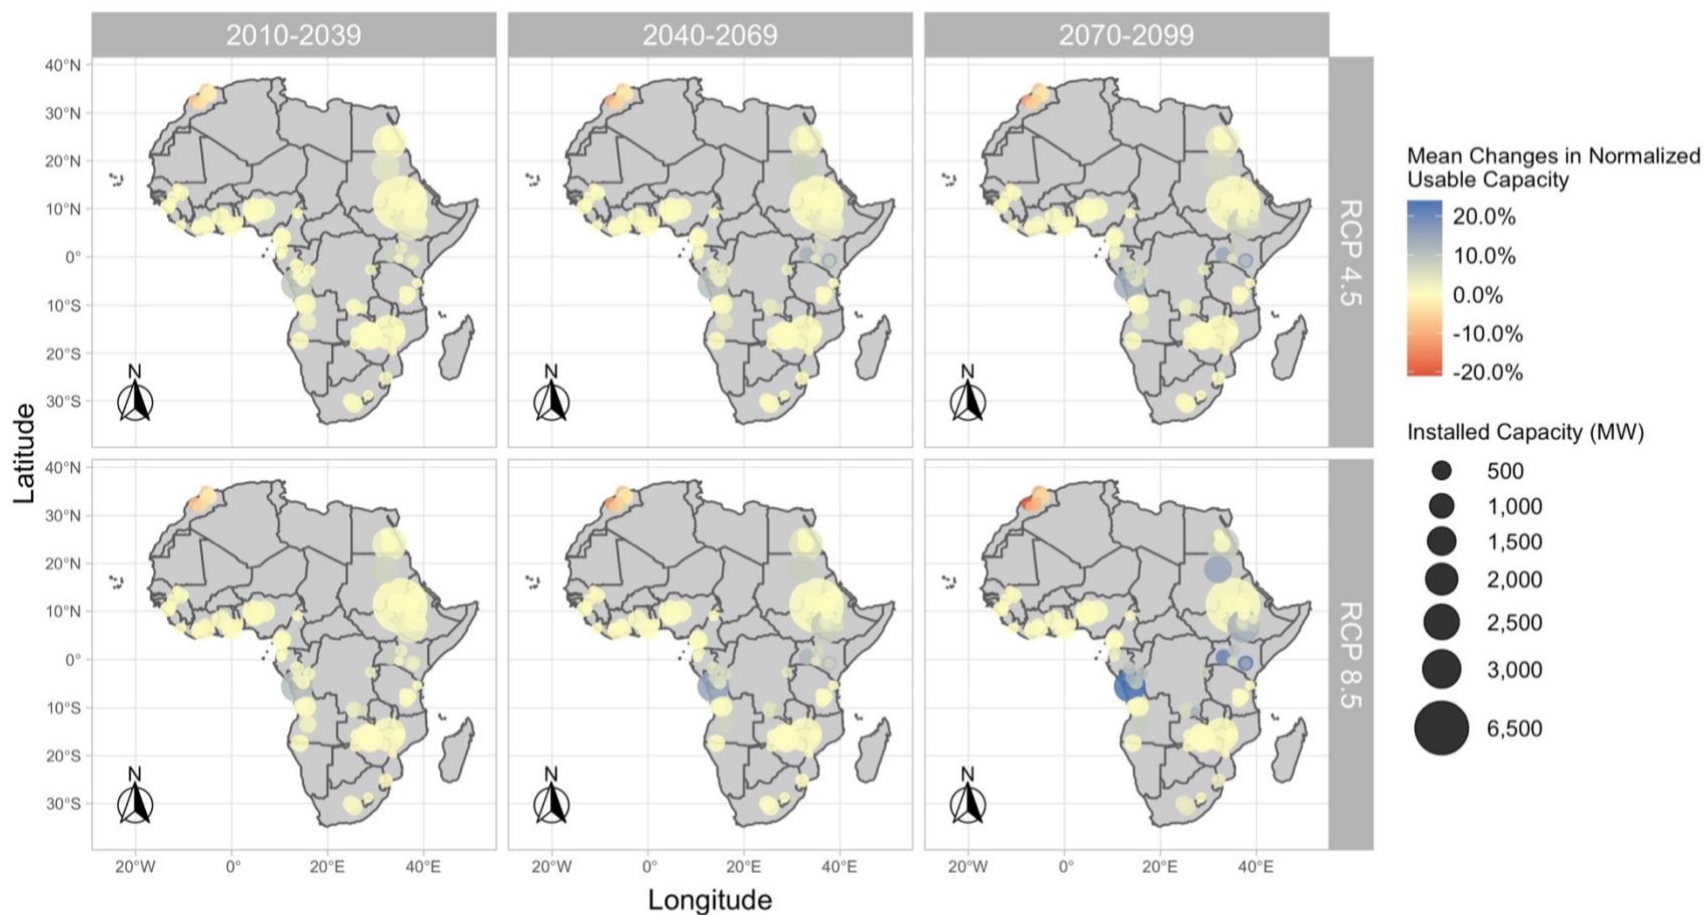 2010-2039
2040-2069
2070-2099
40°N
30°N
20°N
10°N
0°
10°S
20°S
30°S
N
N
N
RCP 4.5
40°N
30°N
20°N
10°N
0°
10°S
20°S
30°S
N
N
N
RCP 8.5
20°W 0° 20°E 40°E
20°W 0° 20°E 40°E
20°W 0° 20°E 40°E
Latitude
Longitude
Mean Changes in Normalized
Usable Capacity
20.0%
10.0%
0.0%
-10.0%
-20.0%
Installed Capacity (MW)
500
1,000
1,500
2,000
2,500
3,000
6,500